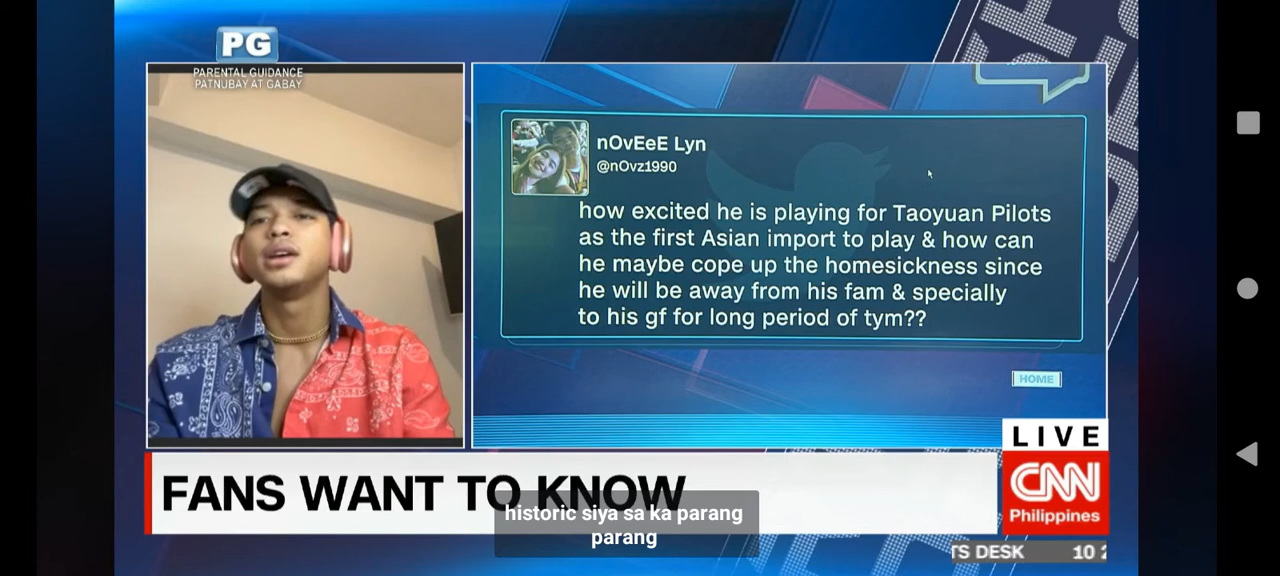 PG
PARENTAL GUIDANCE
PATNUBAY AT GABAY
nOvEeE Lyn
@nOvz1990
how excited he is playing for Taoyuan Pilots
as the first Asian import to play & how can
he maybe cope up the homesickness since
he will be away from his fam & specially
to his gf for long period of tym??
HOME
LIVE
FANS WANT TO KNOW
CNN
Philippines
historic siya sa ka parang
parang
TS DESK 10